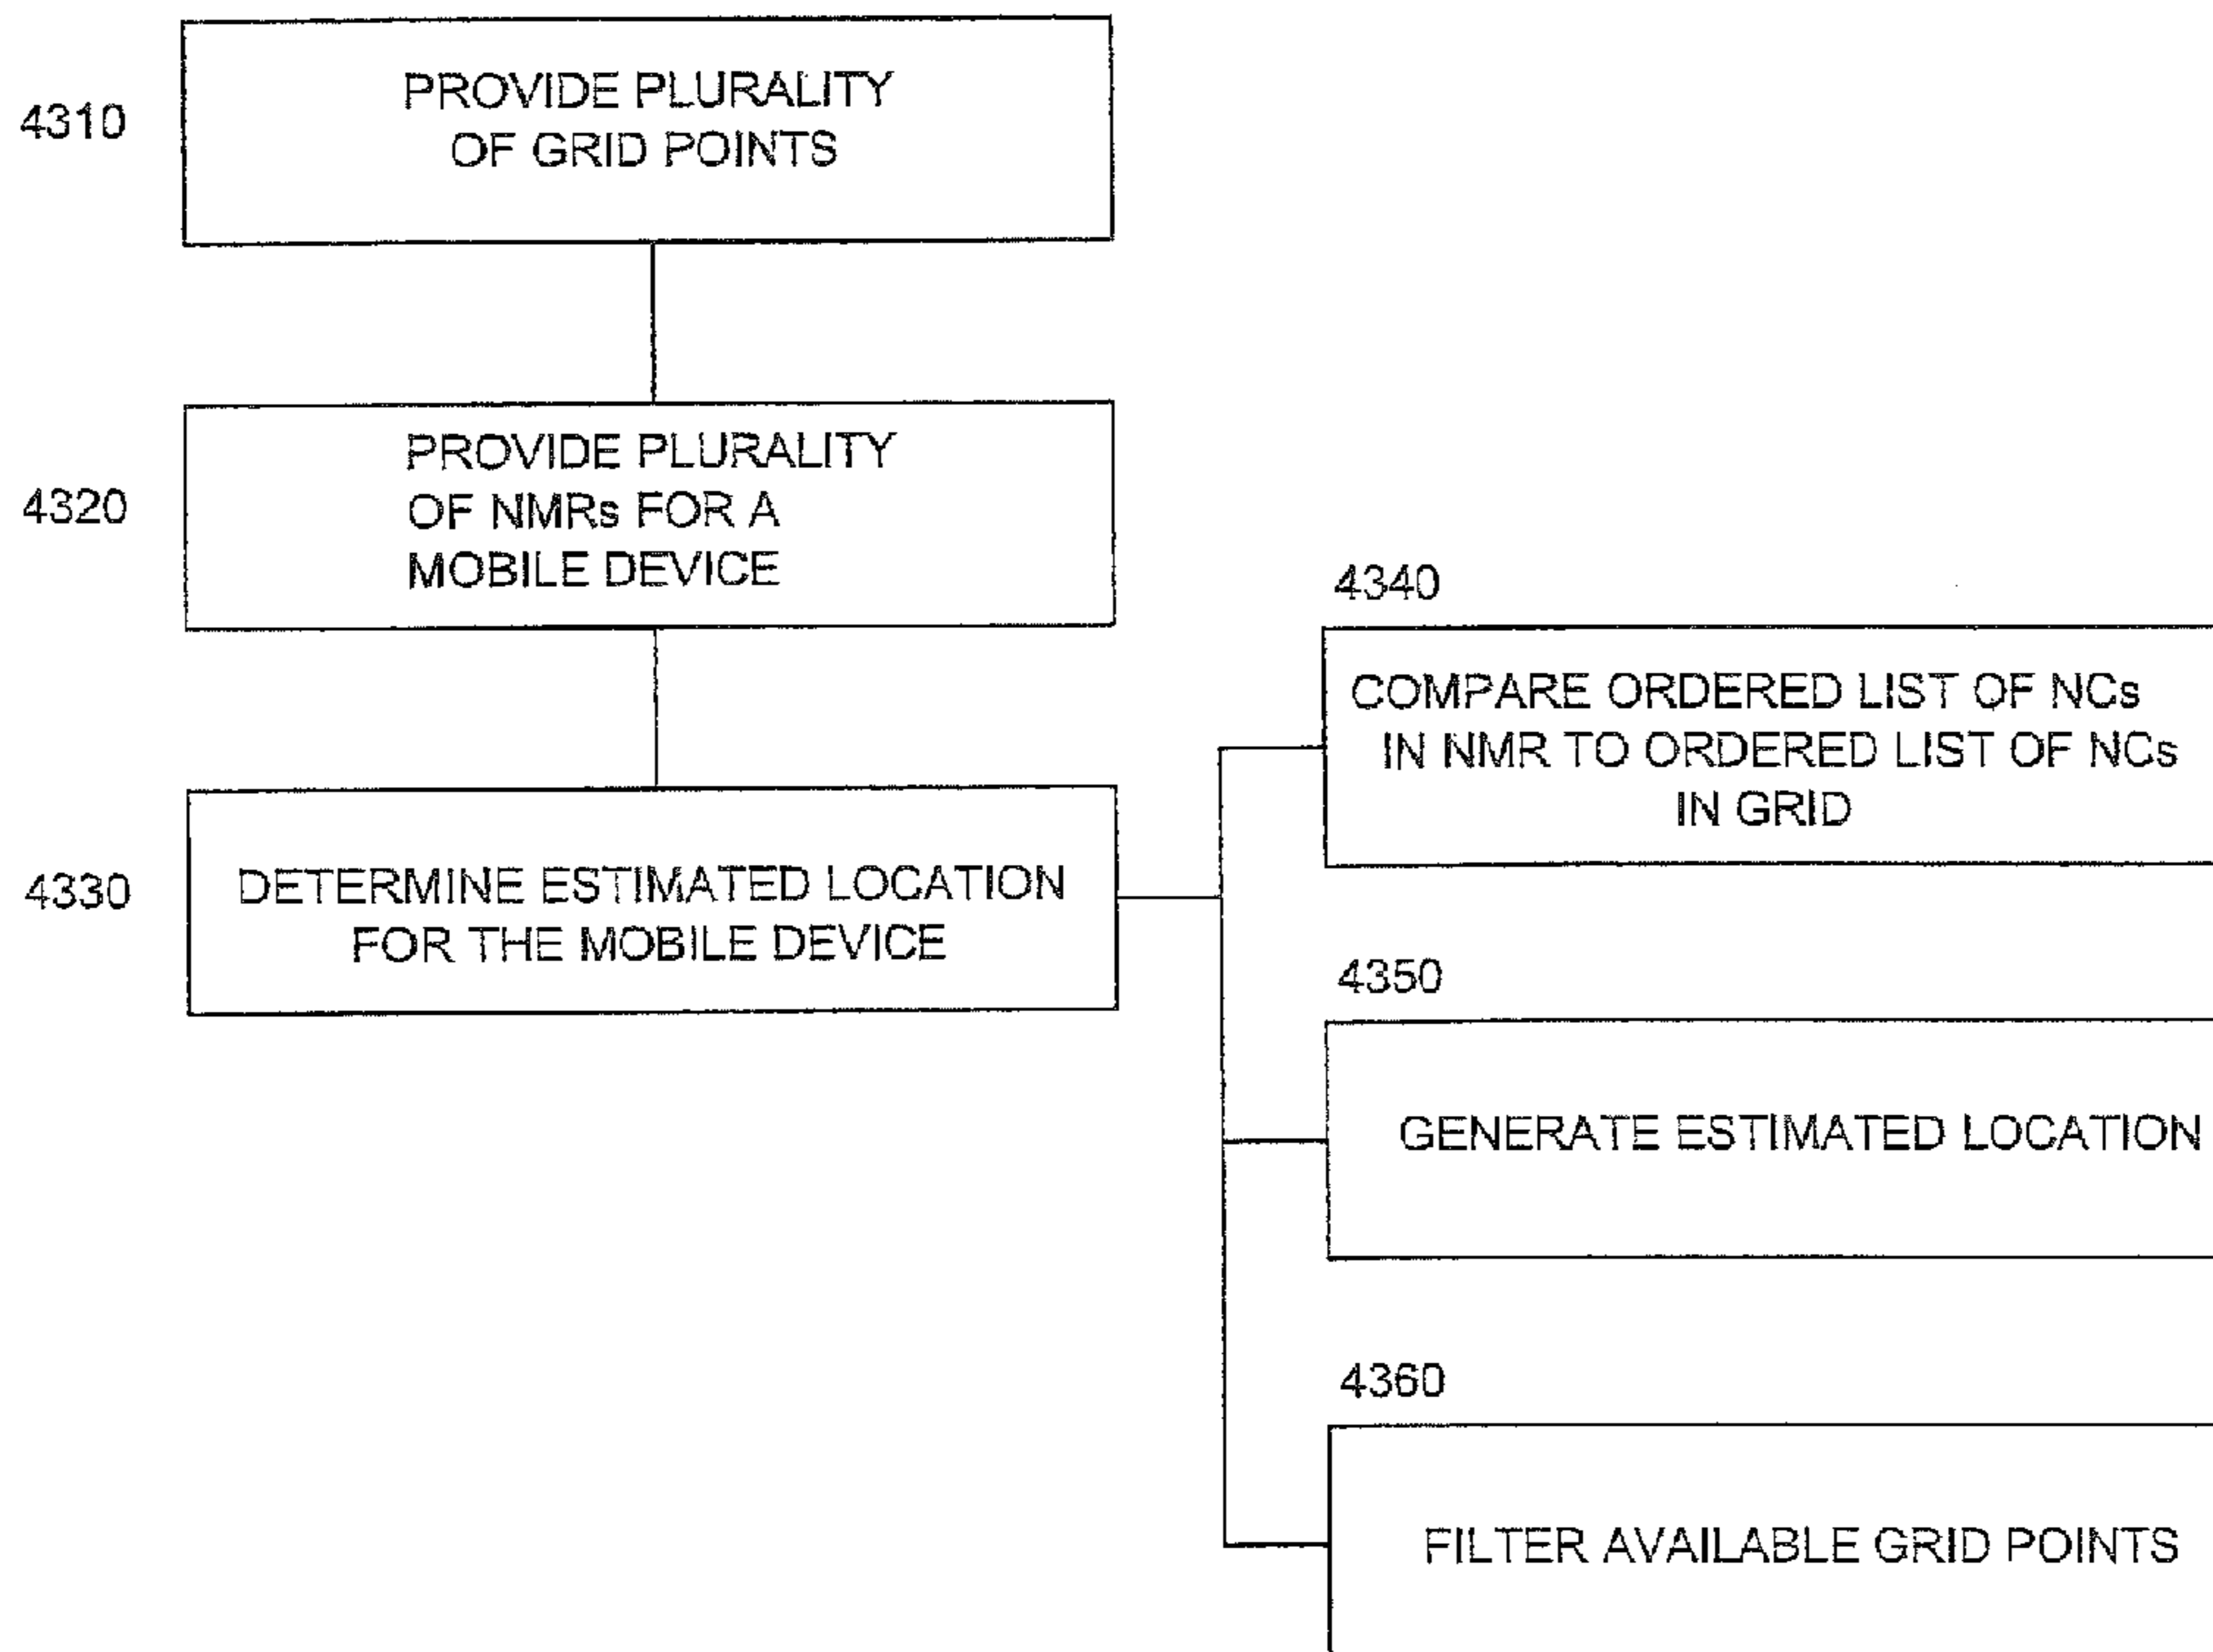 4310
PROVIDE PLURALITY
OF GRID POINTS
4320
PROVIDE PLURALITY
OF NMRs FOR A
MOBILE DEVICE
4330
DETERMINE ESTIMATED LOCATION
FOR THE MOBILE DEVICE
4340
COMPARE ORDERED LIST OF NCs
IN NMR TO ORDERED LIST OF NCs
IN GRID
4350
GENERATE ESTIMATED LOCATION
4360
FILTER AVAILABLE GRID POINTS